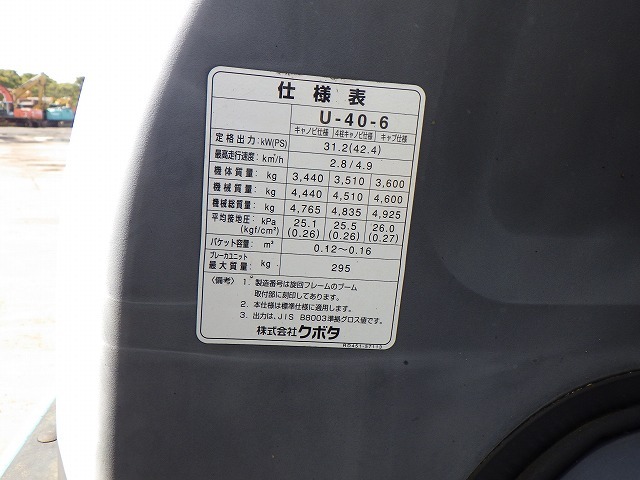 仕様表
U-40-6
キャノピ仕様 4柱キャノピ仕様 キャブ仕様
定格出力:kW(PS) 31.2(42.4)
最高走行速度:km/h 2.8/4.9
機体質量: kg 3,440 3,510 3,600
機械質量: kg 4,440 4,510 4,600
機械総質量: kg 4,765 4,835 4,925
平均接地圧: kPa 25.1 25.5 26.0
(kgf/cm²) (0.26) (0.26) (0.27)
バケット容量: m³ 0.12〜0.16
ブレーカユニット
最大質量: kg 295
〈備考〉 1. 製造番号は旋回フレームのブーム
取付部に刻印してあります。
2. 本仕様は標準仕様に適用します。
3. 出力は、JIS B8003準拠グロス値です。
株式会社クボタ